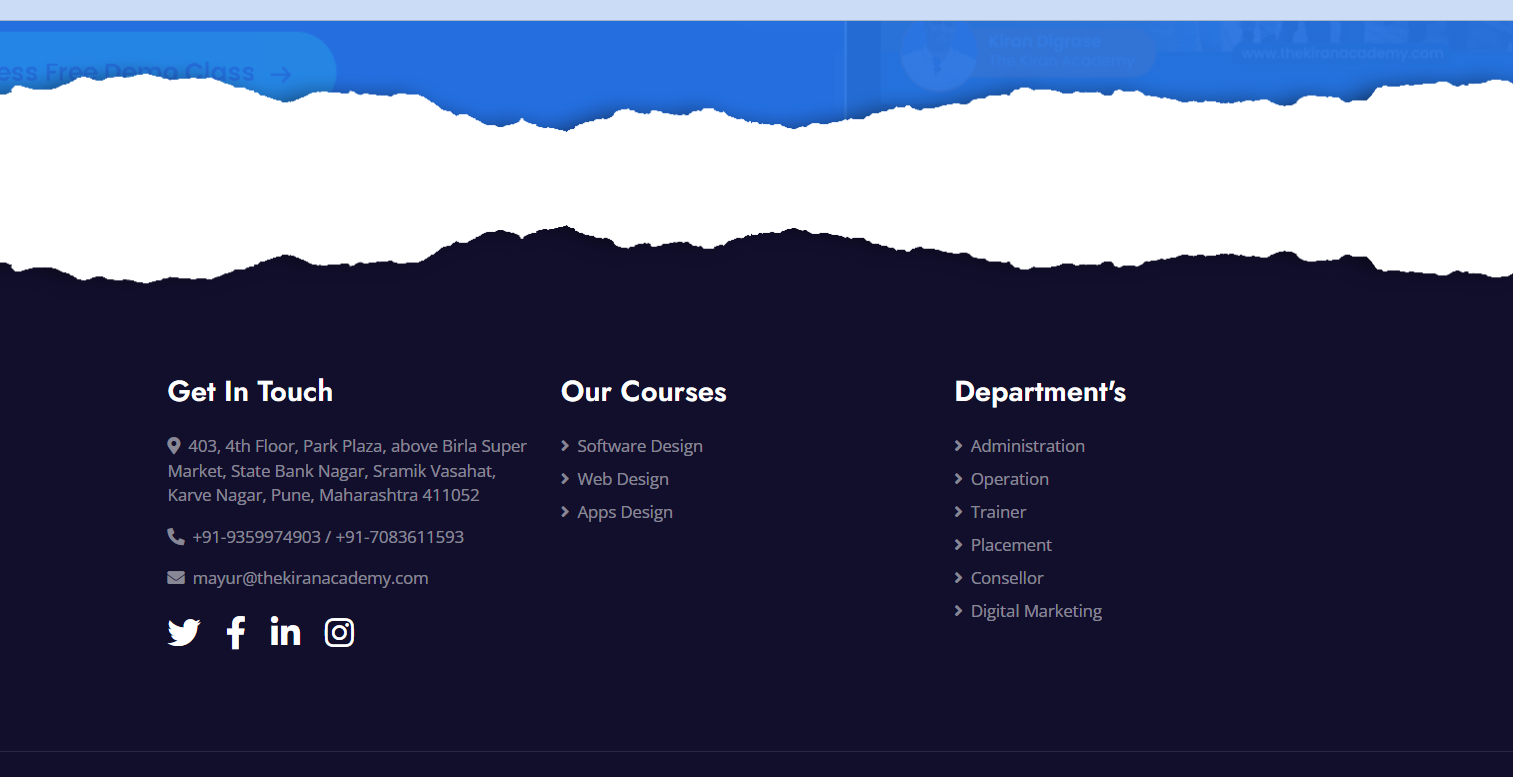 ess Free Demo Class →
Kiran Digrase
The Kiran Academy
www.thekiranacademy.com
Get In Touch
403, 4th Floor, Park Plaza, above Birla Super
Market, State Bank Nagar, Sramik Vasahat,
Karve Nagar, Pune, Maharashtra 411052
+91-9359974903 / +91-7083611593
mayur@thekiranacademy.com
Our Courses
Software Design
Web Design
Apps Design
Department's
Administration
Operation
Trainer
Placement
Consellor
Digital Marketing